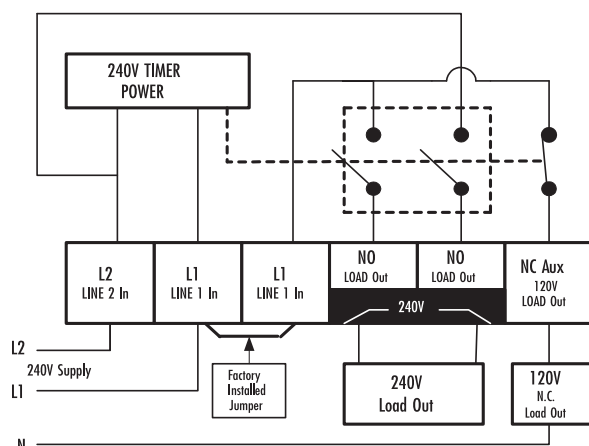 240V TIMER
POWER
L2
LINE 2 In
L1
LINE 1 In
L1
LINE 1 In
NO
LOAD Out
NO
LOAD Out
NC Aux
120V
LOAD Out
240V
L2
240V Supply
L1
N
Factory
Installed
Jumper
240V
Load Out
120V
N.C.
Load Out